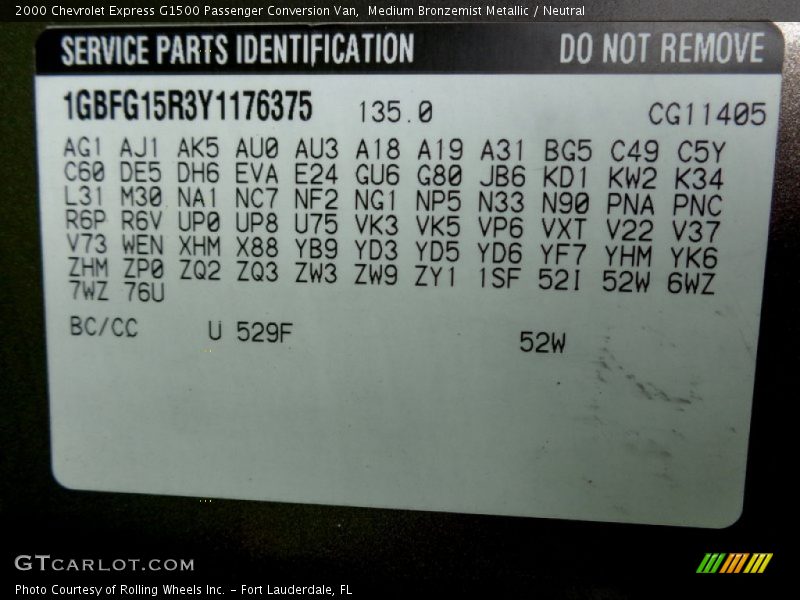 2000 Chevrolet Express G1500 Passenger Conversion Van,  Medium Bronzemist Metallic / Neutral
SERVICE PARTS IDENTIFICATION DO NOT REMOVE
1GBFG15R3Y1176375 135.0 CG11405
AG1 AJ1 AK5 AU0 AU3 A18 A19 A31 BG5 C49 C5Y
C60 DE5 DH6 EVA E24 GU6 G80 JB6 KD1 KW2 K34
L31 M30 NA1 NC7 NF2 NG1 NP5 N33 N90 PNA PNC
R6P R6V UP0 UP8 U75 VK3 VK5 VP6 VXT V22 V37
V73 WEN XHM X88 YB9 YD3 YD5 YD6 YF7 YHM YK6
ZHM ZP0 ZQ2 ZQ3 ZW3 ZW9 ZY1 1SF 52I 52W 6WZ
7WZ 76U
BC/CC U 529F 52W
GTCARLOT.COM
Photo Courtesy of Rolling Wheels Inc. - Fort Lauderdale, FL